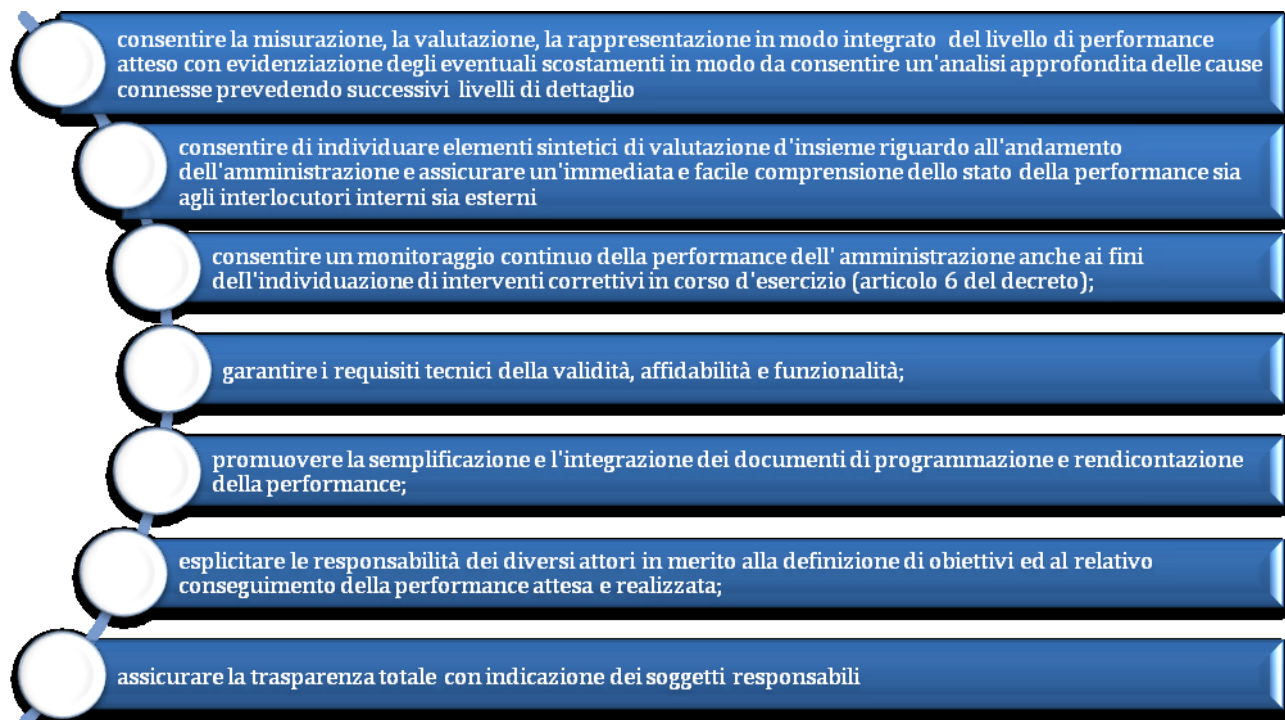 consentire la misurazione, la valutazione, la rappresentazione in modo integrato del livello di performance
atteso con evidenziazione degli eventuali scostamenti in modo da consentire un'analisi approfondita delle cause
connesse prevedendo successivi livelli di dettaglio
consentire di individuare elementi sintetici di valutazione d'insieme riguardo all'andamento
dell'amministrazione e assicurare un'immediata e facile comprensione dello stato della performance sia
agli interlocutori interni sia esterni
consentire un monitoraggio continuo della performance dell' amministrazione anche ai fini
dell'individuazione di interventi correttivi in corso d'esercizio (articolo 6 del decreto);
garantire i requisiti tecnici della validità, affidabilità e funzionalità;
promuovere la semplificazione e l'integrazione dei documenti di programmazione e rendicontazione
della performance;
esplicitare le responsabilità dei diversi attori in merito alla definizione di obiettivi ed al relativo
conseguimento della performance attesa e realizzata;
assicurare la trasparenza totale con indicazione dei soggetti responsabili